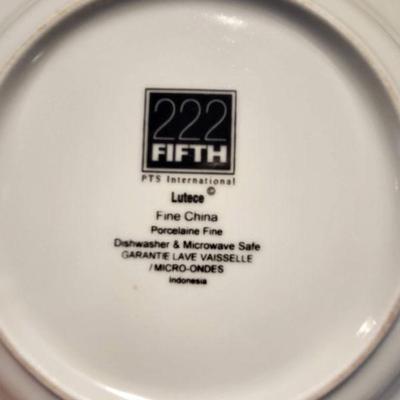 222
FIFTH
PTS International
Lutece©
Fine China
Porcelaine Fine
Dishwasher & Microwave Safe
GARANTIE LAVE VAISSELLE
/MICRO-ONDES
Indonesia